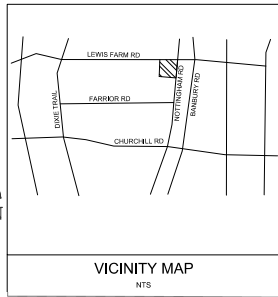 LEWIS FARM RD
FARRIOR RD
DIXIE TRAIL
NOTTINGHAM RD
BANBURY RD
CHURCHILL RD
VICINITY MAP
NTS